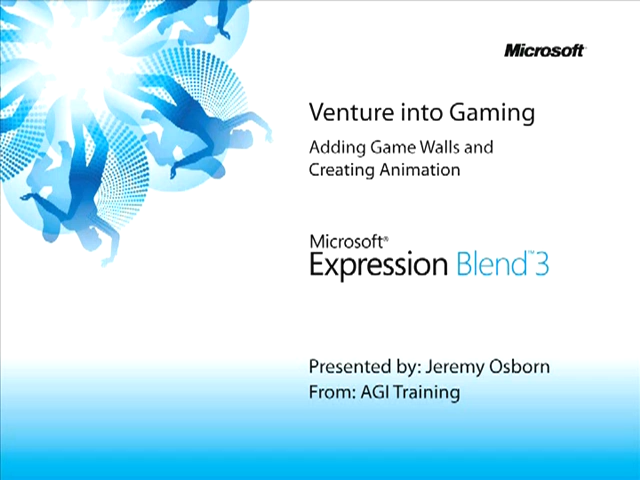 Microsoft
Venture into Gaming
Adding Game Walls and
Creating Animation
Microsoft®
Expression Blend™3
Presented by: Jeremy Osborn
From: AGI Training